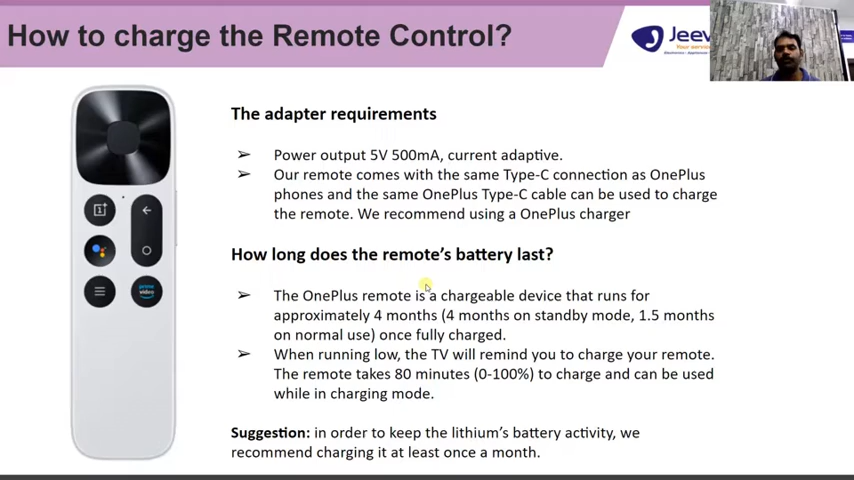 How to charge the Remote Control?
Jeev
Your servic
The adapter requirements
➢ Power output 5V 500mA, current adaptive.
➢ Our remote comes with the same Type-C connection as OnePlus
phones and the same OnePlus Type-C cable can be used to charge
the remote. We recommend using a OnePlus charger
How long does the remote's battery last?
➢ The OnePlus remote is a chargeable device that runs for
approximately 4 months (4 months on standby mode, 1.5 months
on normal use) once fully charged.
➢ When running low, the TV will remind you to charge your remote.
The remote takes 80 minutes (0-100%) to charge and can be used
while in charging mode.
Suggestion: in order to keep the lithium's battery activity, we
recommend charging it at least once a month.
prime video